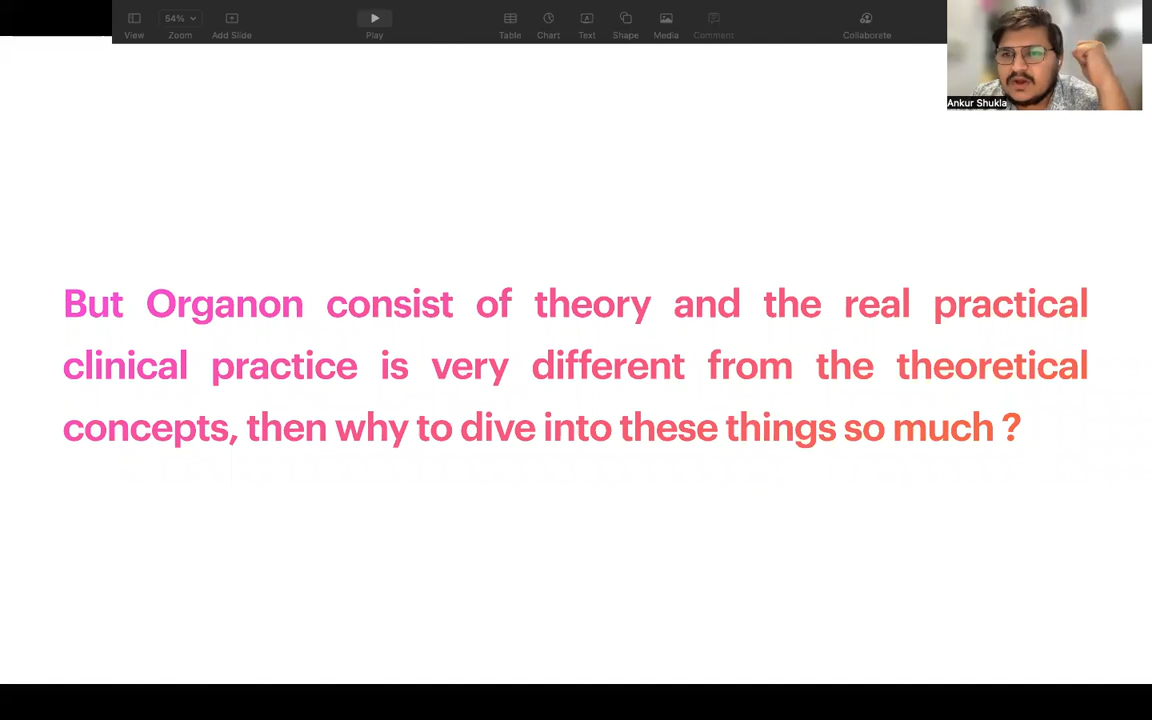 54%
View
Zoom
Add Slide
Play
Table
Chart
Text
Shape
Media
Comment
Collaborate
Ankur Shukla
But Organon consist of theory and the real practical
clinical practice is very different from the theoretical
concepts, then why to dive into these things so much ?